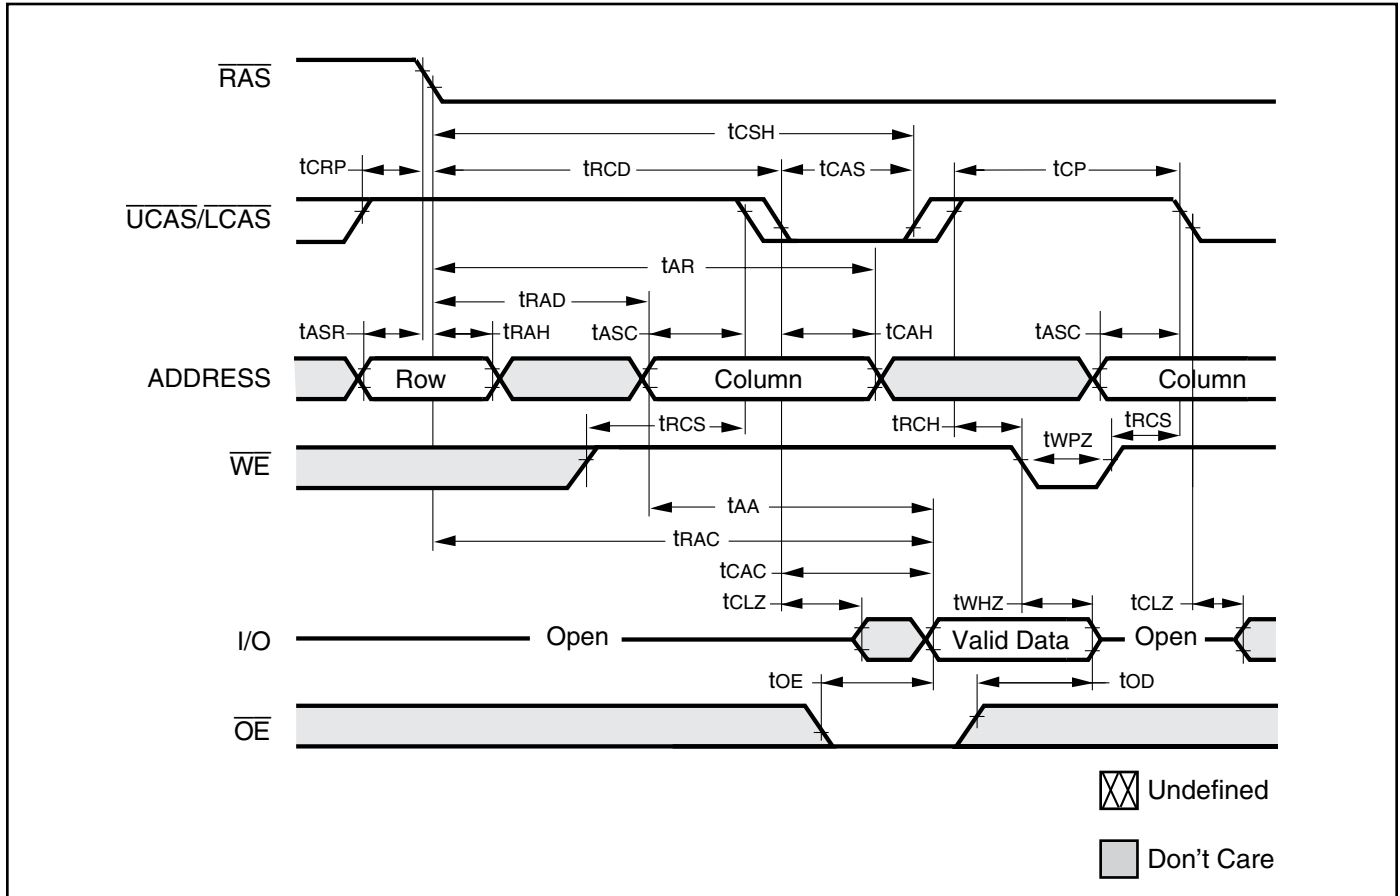 RAS
tCSH
tCRP
tRCD
tCAS
tCP
UCAS/LCAS
tAR
tRAD
tASR
tRAH
tASC
tCAH
tASC
ADDRESS
Row
Column
Column
tRCS
tRCH
tWPZ
tRCS
WE
tAA
tRAC
tCAC
tCLZ
tWHZ
tCLZ
I/O
Open
Valid Data
Open
tOE
tOD
OE
Undefined
Don't Care